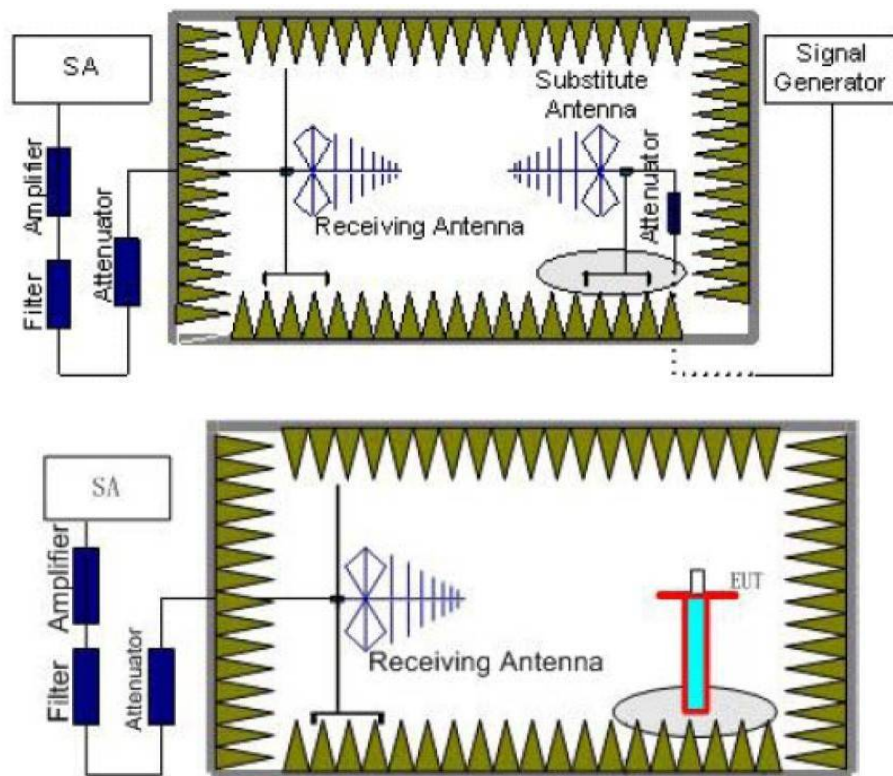 SA
Signal
Generator
Substitute
Antenna
Amplifier
Attenuator
Attenuator
Receiving Antenna
Filter
SA
Amplifier
EUT
Attenuator
Filter
Receiving Antenna